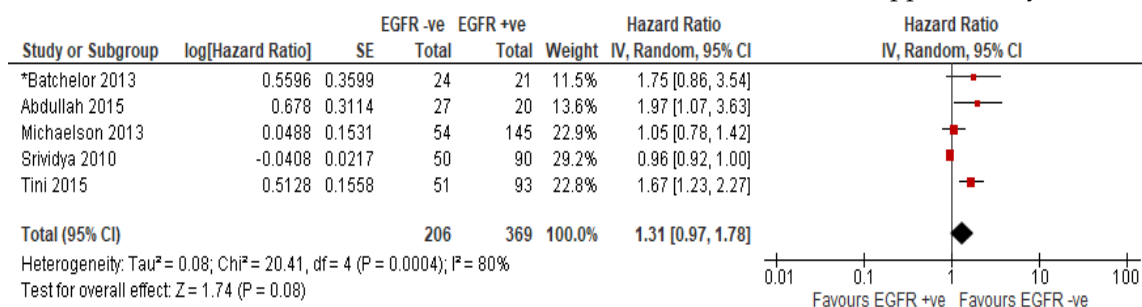 EGFR -ve EGFR +ve Hazard Ratio Hazard Ratio
Study or Subgroup log[Hazard Ratio] SE Total Total Weight IV, Random, 95% CI IV, Random, 95% CI
*Batchelor 2013 0.5596 0.3599 24 21 11.5% 1.75 [0.86, 3.54]
Abdullah 2015 0.678 0.3114 27 20 13.6% 1.97 [1.07, 3.63]
Michaelson 2013 0.0488 0.1531 54 145 22.9% 1.05 [0.78, 1.42]
Srividya 2010 -0.0408 0.0217 50 90 29.2% 0.96 [0.92, 1.00]
Tini 2015 0.5128 0.1558 51 93 22.8% 1.67 [1.23, 2.27]
Total (95% CI) 206 369 100.0% 1.31 [0.97, 1.78]
Heterogeneity: Tau² = 0.08; Chi² = 20.41, df = 4 (P = 0.0004); I² = 80%
Test for overall effect: Z = 1.74 (P = 0.08)
0.01 0.1 1 10 100
Favours EGFR +ve Favours EGFR -ve